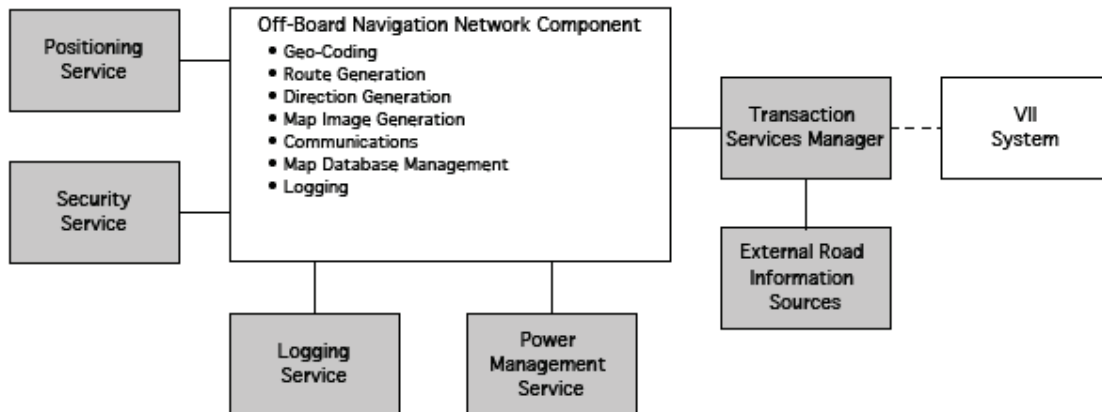 Off-Board Navigation Network Component
• Geo-Coding
• Route Generation
• Direction Generation
• Map Image Generation
• Communications
• Map Database Management
• Logging
Positioning
Service
Security
Service
Logging
Service
Power
Management
Service
Transaction
Services Manager
VII
System
External Road
Information
Sources